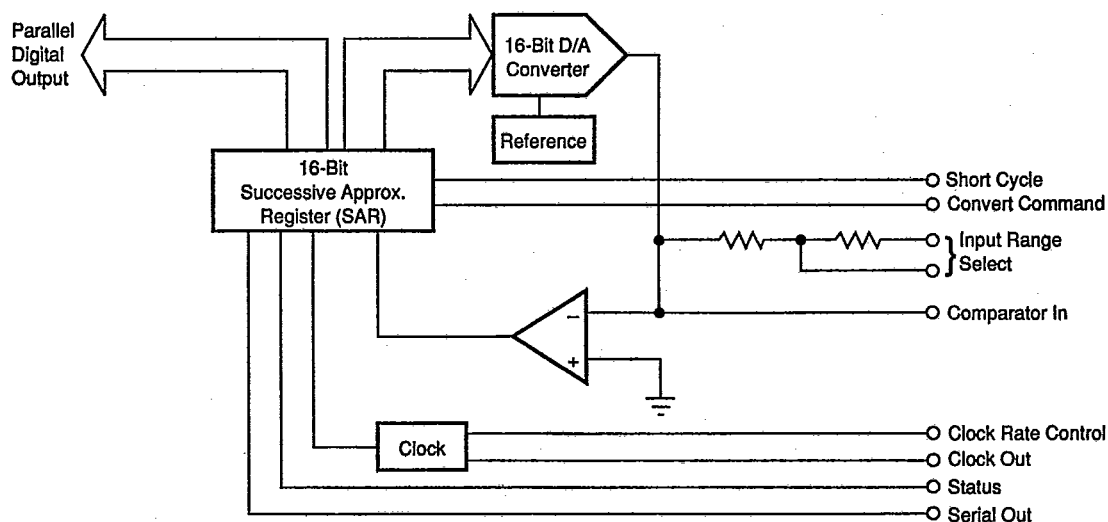 Parallel
Digital
Output
16-Bit D/A
Converter
Reference
16-Bit
Successive Approx.
Register (SAR)
Short Cycle
Convert Command
Input Range
Select
Comparator In
−
+
Clock
Clock Rate Control
Clock Out
Status
Serial Out